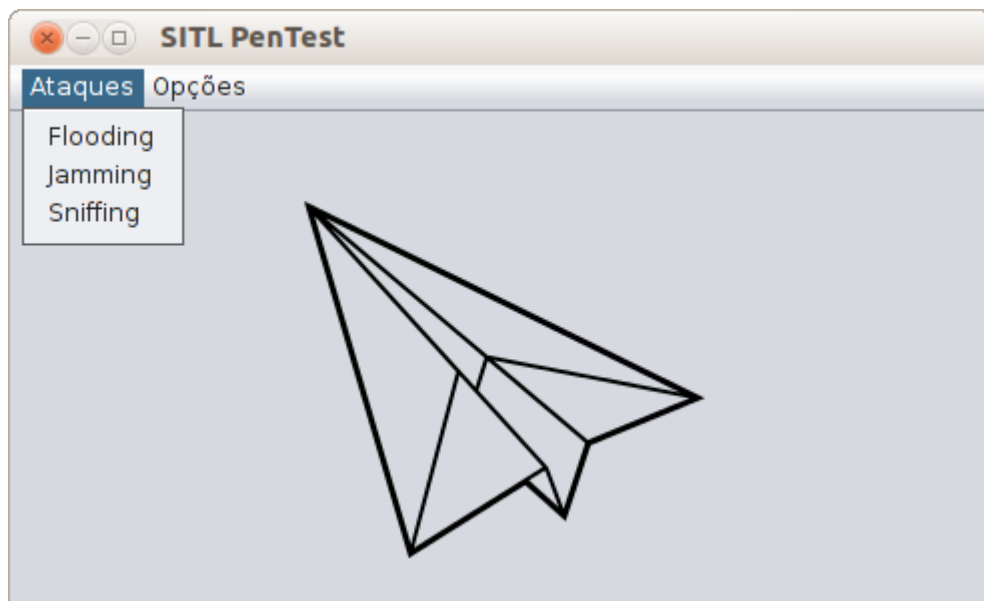 SITL PenTest
Ataques Opções
Flooding
Jamming
Sniffing